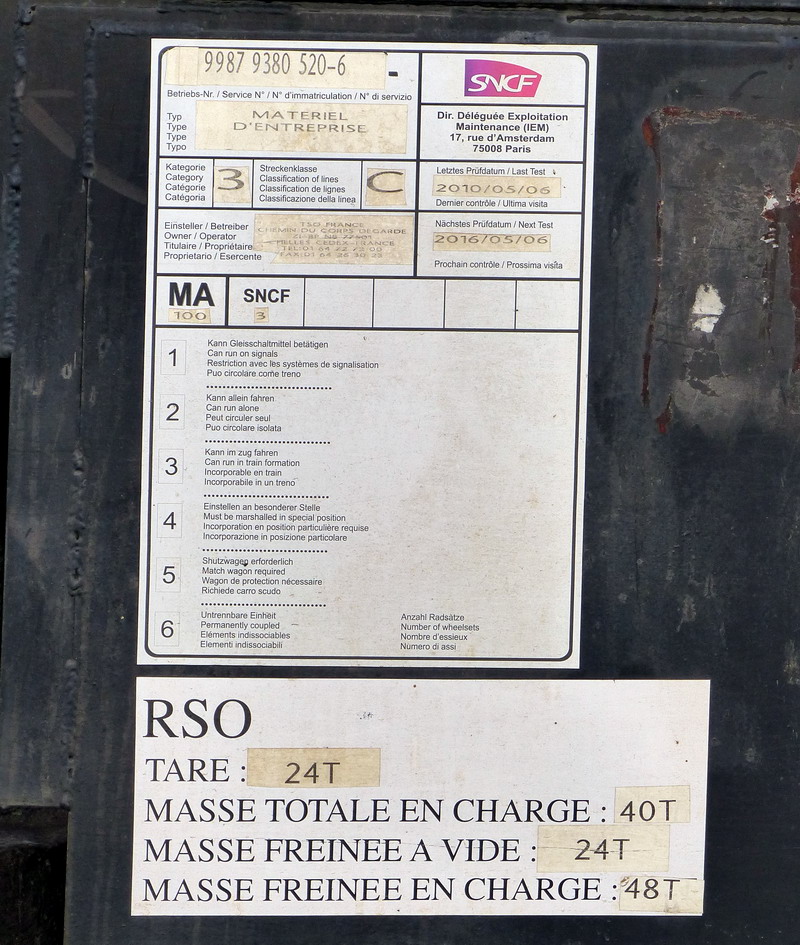 9987 9380 520-6 -
Betriebs-Nr. / Service N° / N° d'immatriculation / N° di servizio
Typ
Type
Type
Typo
MATERIEL
D'ENTREPRISE
SNCF
Dir. Déléguée Exploitation
Maintenance (IEM)
17, rue d'Amsterdam
75008 Paris
Kategorie
Category
Catégorie
Catégoria
3
Streckenklasse
Classification of lines
Classification de lignes
Classificazione della linea
C
Letztes Prüfdatum / Last Test
2010/05/06
Dernier contrôle / Ultima visita
Einsteller / Betreiber
Owner / Operator
Titulaire / Propriétaire
Proprietario / Esercente
TSO FRANCE
CHEMIN DU CORPS DE GARDE
CHELLES CEDEX-FRANCE
Nächstes Prüfdatum / Next Test
2016/05/06
Prochain contrôle / Prossima visita
MA
100
SNCF
3
1
Kann Gleisschaltmittel betätigen
Can run on signals
Restriction avec les systèmes de signalisation
Puo circolare come treno
2
Kann allein fahren
Can run alone
Peut circuler seul
Puo circolare isolata
3
Kann im zug fahren
Can run in train formation
Incorporable en train
Incorporabile in un treno
4
Einstellen an besonderer Stelle
Must be marshalled in special position
Incorporation en position particulière requise
Incorporazione in posizione particolare
5
Shutzwagen erforderlich
Match wagon required
Wagon de protection nécessaire
Richiede carro scudo
6
Untrennbare Einheit
Permanently coupled
Eléments indissociables
Elementi indissociabili
Anzahl Radsätze
Number of wheelsets
Nombre d'essieux
Numero di assi
RSO
TARE : 24T
MASSE TOTALE EN CHARGE : 40T
MASSE FREINEE A VIDE : 24T
MASSE FREINEE EN CHARGE : 48T